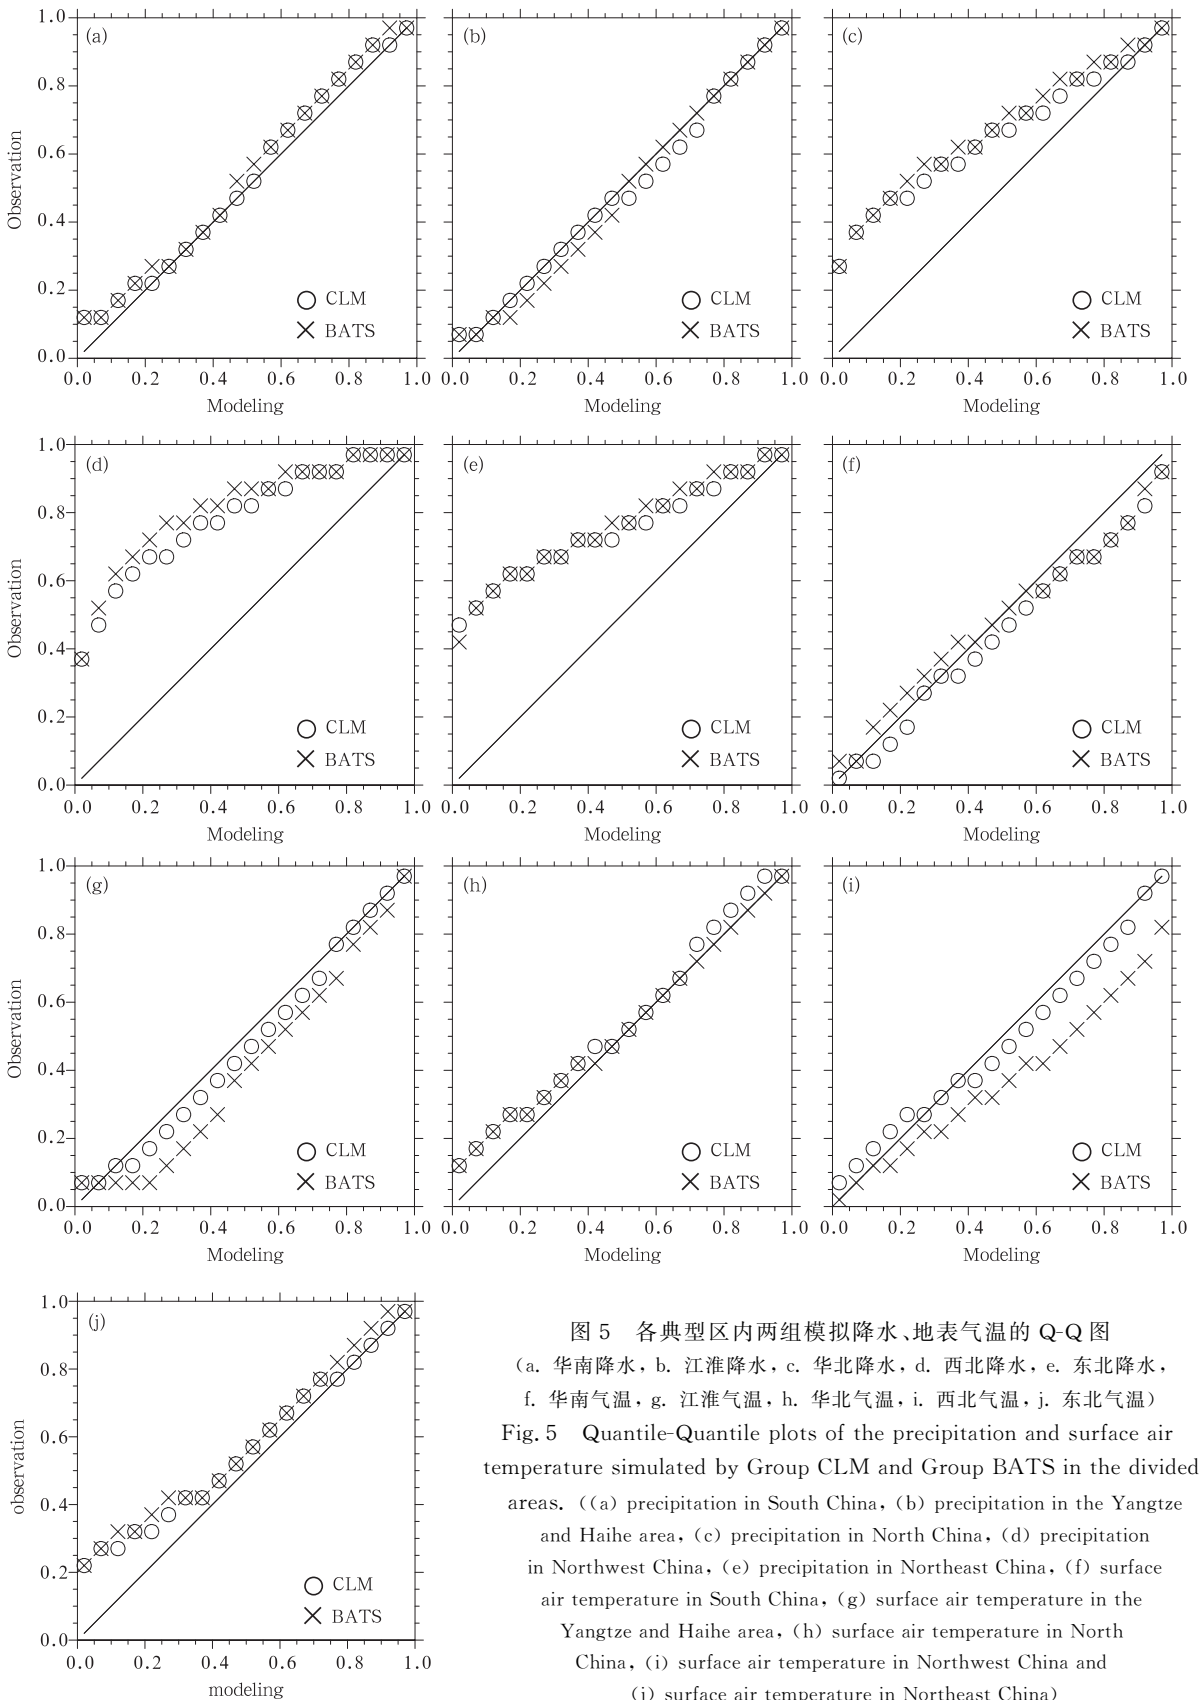 (a)
(b)
(c)
Observation
1.0
0.8
0.6
0.4
0.2
0.0
CLM
BATS
CLM
BATS
CLM
BATS
0.0 0.2 0.4 0.6 0.8 1.0
0.0 0.2 0.4 0.6 0.8 1.0
0.0 0.2 0.4 0.6 0.8 1.0
Modeling
Modeling
Modeling
(d)
(e)
(f)
Observation
1.0
0.8
0.6
0.4
0.2
0.0
CLM
BATS
CLM
BATS
CLM
BATS
0.0 0.2 0.4 0.6 0.8 1.0
0.0 0.2 0.4 0.6 0.8 1.0
0.0 0.2 0.4 0.6 0.8 1.0
Modeling
Modeling
Modeling
(g)
(h)
(i)
Observation
1.0
0.8
0.6
0.4
0.2
0.0
CLM
BATS
CLM
BATS
CLM
BATS
0.0 0.2 0.4 0.6 0.8 1.0
0.0 0.2 0.4 0.6 0.8 1.0
0.0 0.2 0.4 0.6 0.8 1.0
Modeling
Modeling
Modeling
(j)
observation
1.0
0.8
0.6
0.4
0.2
0.0
CLM
BATS
0.0 0.2 0.4 0.6 0.8 1.0
modeling
图 5 各典型区内两组模拟降水、地表气温的 Q-Q 图
(a. 华南降水, b. 江淮降水, c. 华北降水, d. 西北降水, e. 东北降水,
f. 华南气温, g. 江淮气温, h. 华北气温, i. 西北气温, j. 东北气温)
Fig. 5 Quantile-Quantile plots of the precipitation and surface air
temperature simulated by Group CLM and Group BATS in the divided
areas. ((a) precipitation in South China, (b) precipitation in the Yangtze
and Haihe area, (c) precipitation in North China, (d) precipitation
in Northwest China, (e) precipitation in Northeast China, (f) surface
air temperature in South China, (g) surface air temperature in the
Yangtze and Haihe area, (h) surface air temperature in North
China, (i) surface air temperature in Northwest China and
(j) surface air temperature in Northeast China)